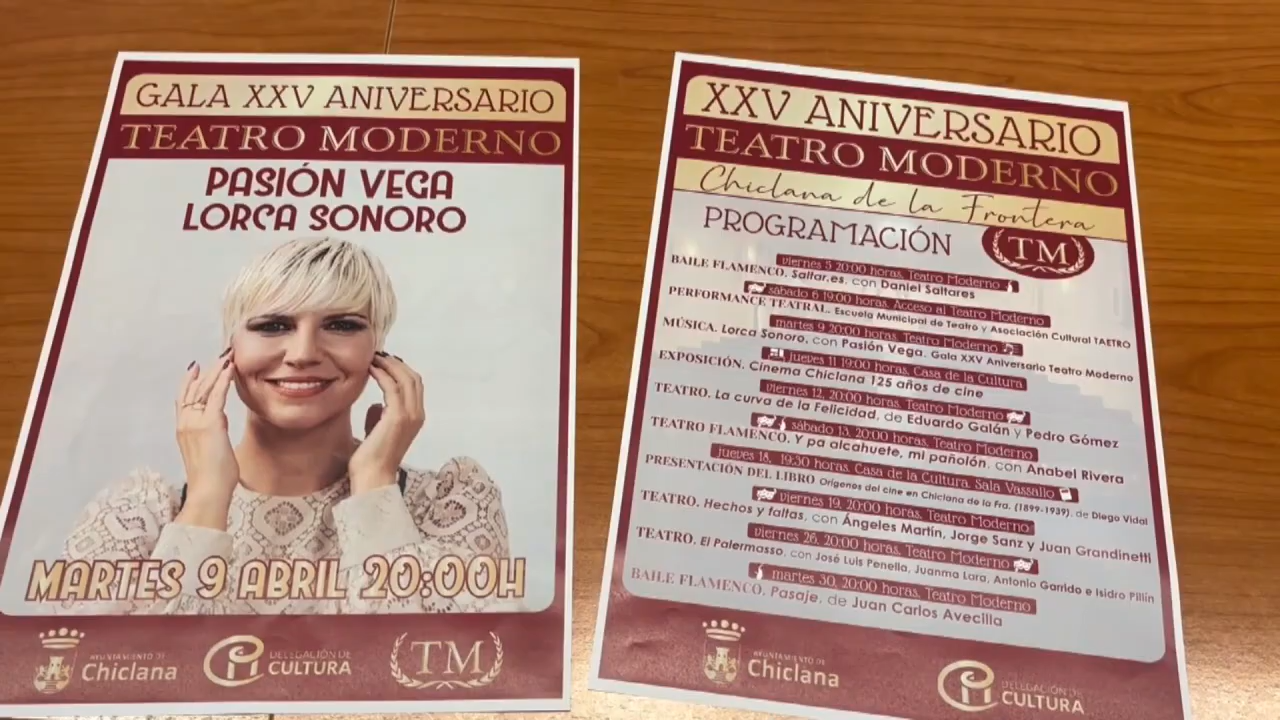 GALA XXV ANIVERSARIO
TEATRO MODERNO
PASIÓN VEGA
LORCA SONORO
MARTES 9 ABRIL 20:00H
AYUNTAMIENTO DE
Chiclana
DELEGACIÓN DE
CULTURA
TM
XXV ANIVERSARIO
TEATRO MODERNO
Chiclana de la Frontera
PROGRAMACIÓN
TM
viernes 5 20:00 horas, Teatro Moderno
BAILE FLAMENCO. Saltar.es, con Daniel Saltares
sábado 6 19:00 horas. Acceso al Teatro Moderno
PERFORMANCE TEATRAL.. Escuela Municipal de Teatro y Asociación Cultural TAETRO
martes 9 20:00 horas, Teatro Moderno
MÚSICA. Lorca Sonoro, con Pasión Vega. Gala XXV Aniversario Teatro Moderno
Jueves 11 19:00 horas. Casa de la Cultura
EXPOSICIÓN. Cinema Chiclana 125 años de cine
viernes 12, 20:00 horas, Teatro Moderno
TEATRO. La curva de la Felicidad, de Eduardo Galán y Pedro Gómez
sábado 13, 20:00 horas, Teatro Moderno
TEATRO FLAMENCO. Y pa alcahuete, mi pañolón, con Anabel Rivera
Jueves 18, 19:30 horas. Casa de la Cultura. Sala Vassallo
PRESENTACIÓN DEL LIBRO Orígenes del cine en Chiclana de la Fra. (1899-1939), de Diego Vidal
viernes 19, 20:00 horas, Teatro Moderno
TEATRO. Hechos y faltas, con Ángeles Martín, Jorge Sanz y Juan Grandinetti
viernes 26, 20:00 horas, Teatro Moderno
TEATRO. El Palermasso, con José Luis Penella, Juanma Lara, Antonio Garrido e Isidro Pillín
martes 30, 20:00 horas, Teatro Moderno
BAILE FLAMENCO. Pasaje, de Juan Carlos Avecilla
AYUNTAMIENTO DE
Chiclana
DELEGACIÓN DE
CULTURA